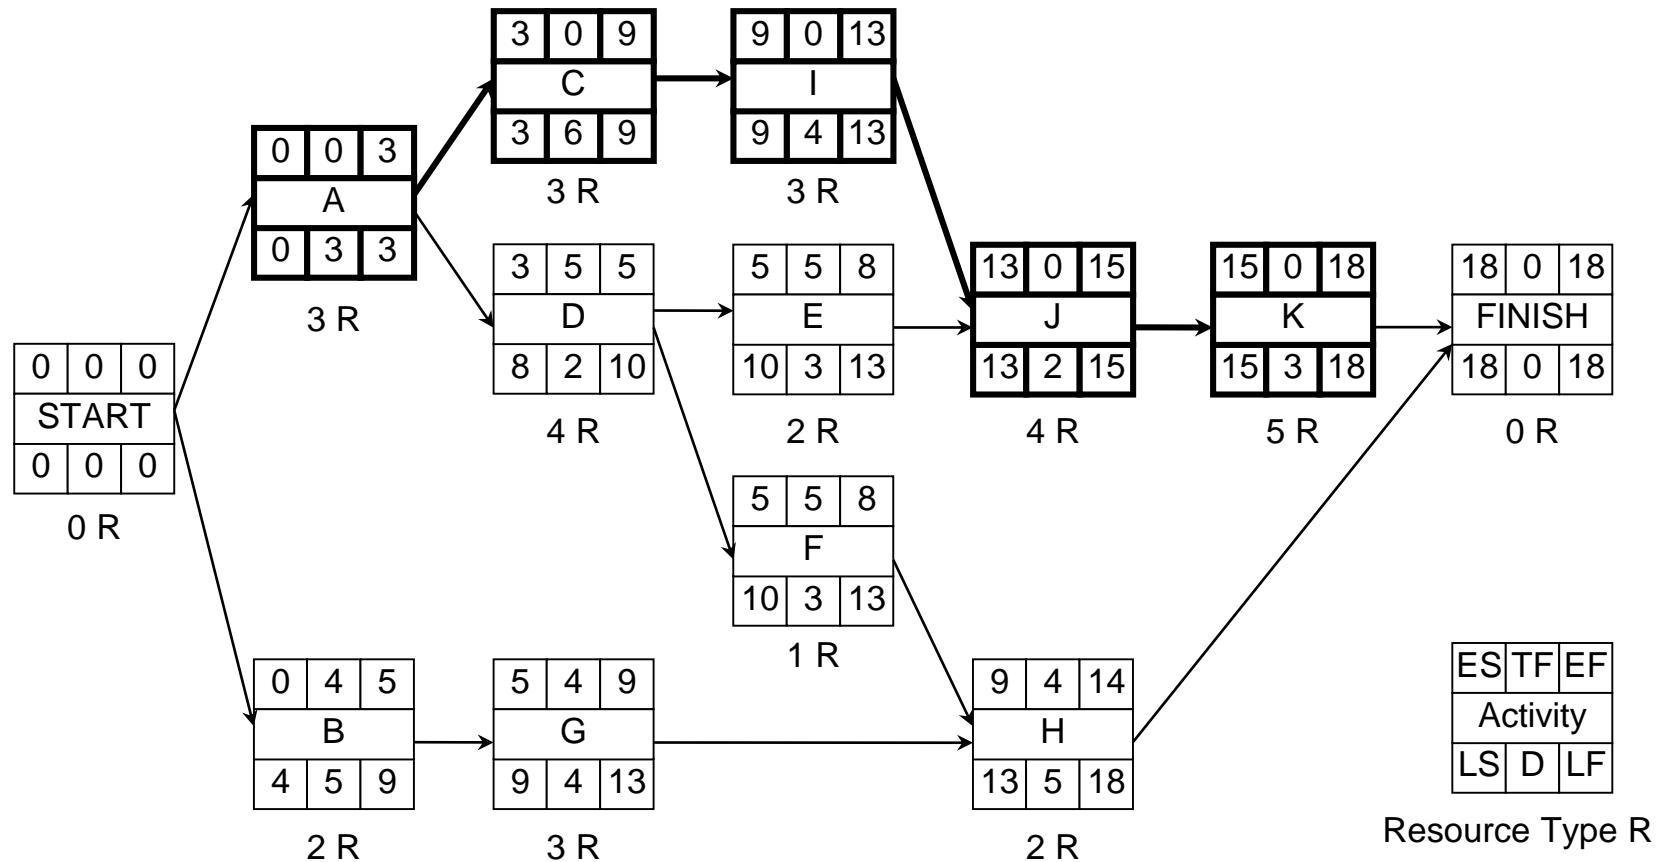 3 0 9
C
3 6 9
3 R
9 0 13
I
9 4 13
3 R
0 0 3
A
0 3 3
3 R
3 5 5
D
8 2 10
4 R
5 5 8
E
10 3 13
2 R
13 0 15
J
13 2 15
4 R
15 0 18
K
15 3 18
5 R
18 0 18
FINISH
18 0 18
0 R
0 0 0
START
0 0 0
0 R
5 5 8
F
10 3 13
1 R
0 4 5
B
4 5 9
2 R
5 4 9
G
9 4 13
3 R
9 4 14
H
13 5 18
2 R
ES TF EF
Activity
LS D LF
Resource Type R